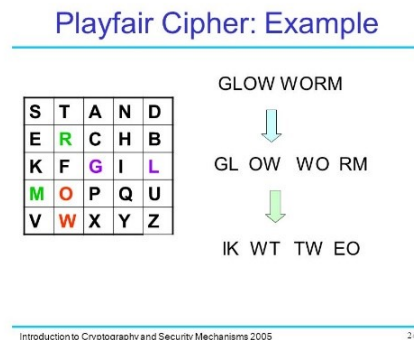 Playfair Cipher: Example
GLOW WORM
S T A N D
E R C H B
K F G I L
M O P Q U
V W X Y Z
GL OW WO RM
IK WT TW EO
Introduction to Cryptography and Security Mechanisms 2005